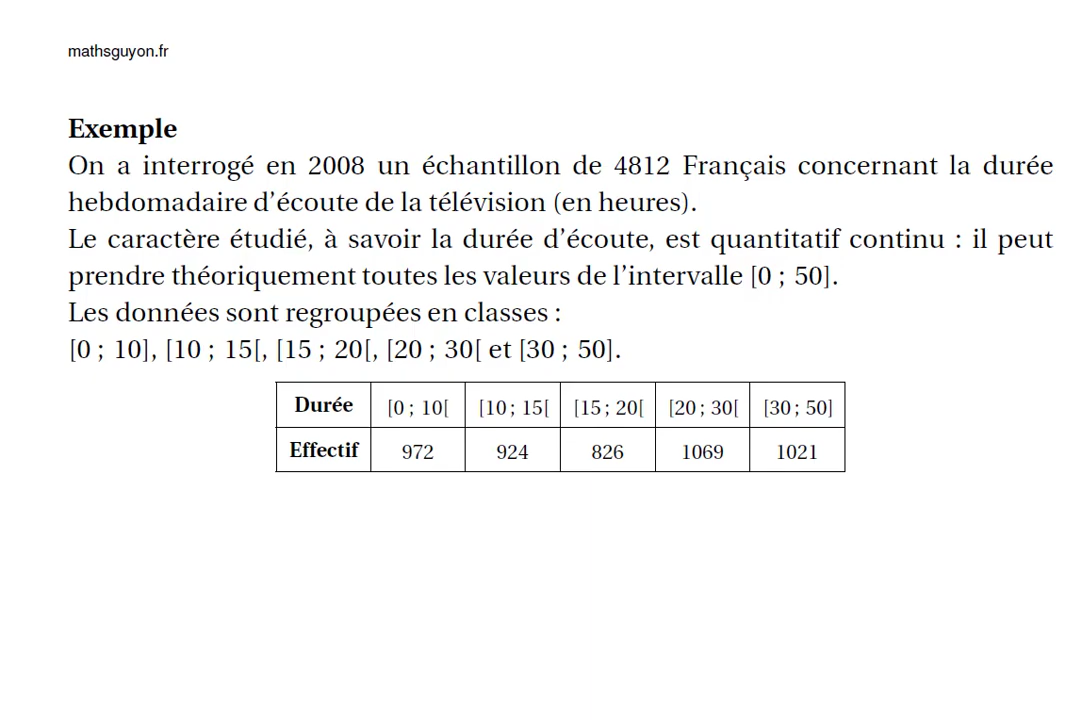 mathsguyon.fr
Exemple
On a interrogé en 2008 un échantillon de 4812 Français concernant la durée
hebdomadaire d'écoute de la télévision (en heures).
Le caractère étudié, à savoir la durée d'écoute, est quantitatif continu : il peut
prendre théoriquement toutes les valeurs de l'intervalle [0 ; 50].
Les données sont regroupées en classes :
[0 ; 10], [10 ; 15[, [15 ; 20[, [20 ; 30[ et [30 ; 50].
Durée [0 ; 10[ [10 ; 15[ [15 ; 20[ [20 ; 30[ [30 ; 50]
Effectif 972 924 826 1069 1021